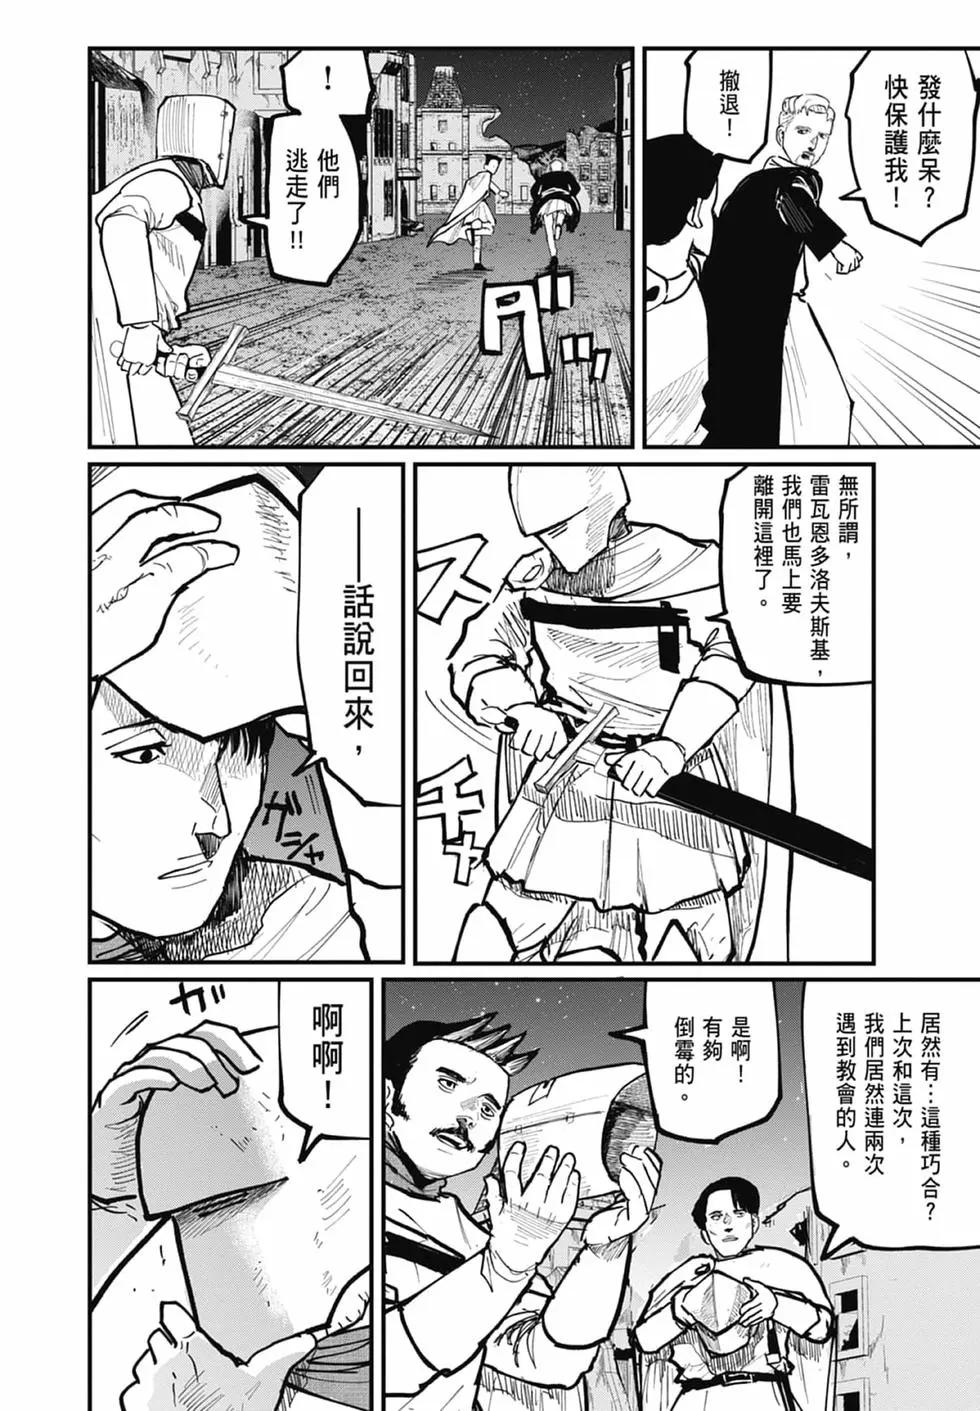 發什麼呆？
快保護我！
撤退！
！
他們
逃走了!!
ダダダッ
無所謂，
雷瓦恩多洛夫斯基，
我們也馬上要
離開這裡了。
スッ
チャ
——話說回來，
ガシャ
居然有…這種巧合？
上次和這次，
我們居然連兩次
遇到教會的人。
是啊！
有夠
倒霉的。
啊
啊！
ガッ